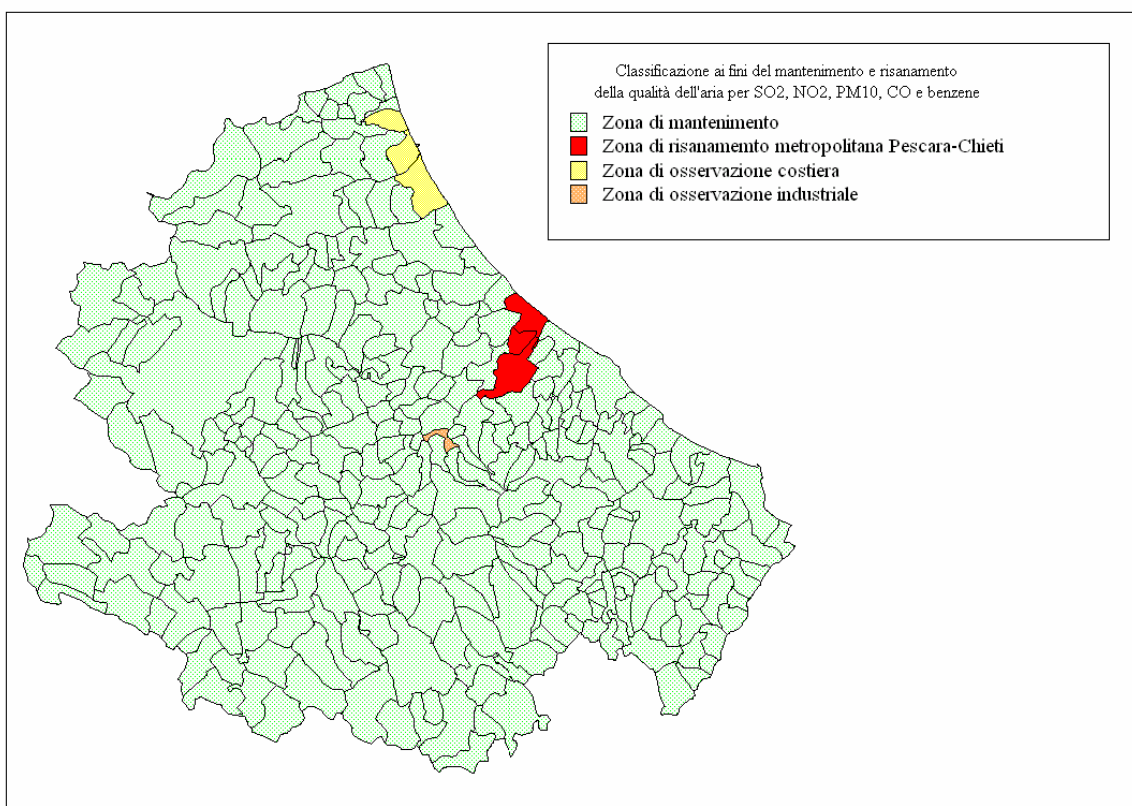 Classificazione ai fini del mantenimento e risanamento
della qualità dell'aria per SO2, NO2, PM10, CO e benzene
Zona di mantenimento
Zona di risanamento metropolitana Pescara-Chieti
Zona di osservazione costiera
Zona di osservazione industriale